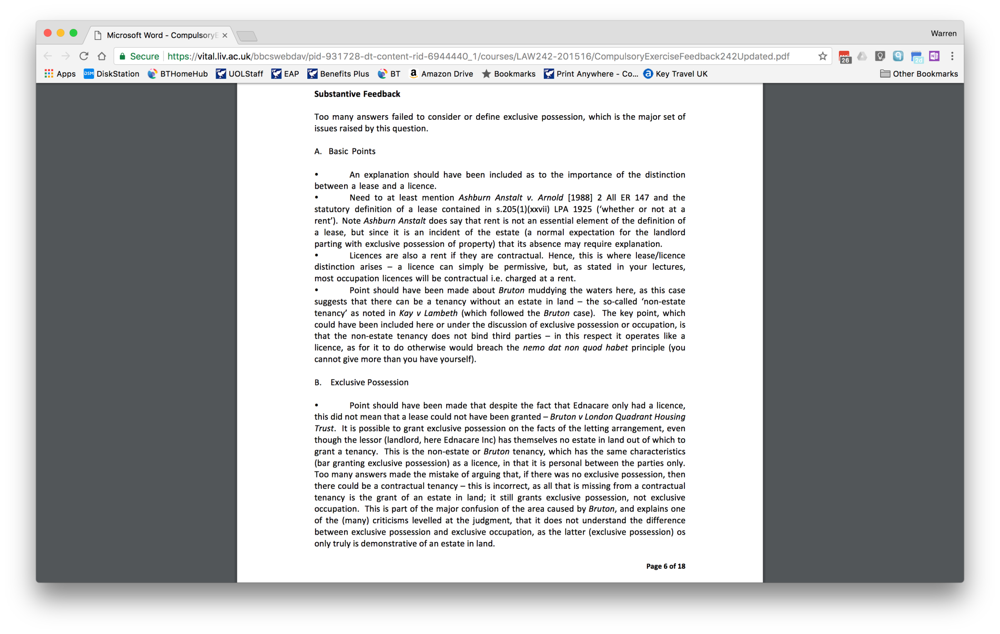 Microsoft Word - CompulsoryE
Warren
Secure https://vital.liv.ac.uk/bbcswebdav/pid-931728-dt-content-rid-6944440_1/courses/LAW242-201516/CompulsoryExerciseFeedback242Updated.pdf 26 2d N
Apps DSM DiskStation BTHomeHub UOLStaff EAP Benefits Plus BT a Amazon Drive Bookmarks Print Anywhere - Co... a Key Travel UK Other Bookmarks
Substantive Feedback
Too many answers failed to consider or define exclusive possession, which is the major set of
issues raised by this question.
A. Basic Points
• An explanation should have been included as to the importance of the distinction
between a lease and a licence.
• Need to at least mention Ashburn Anstalt v. Arnold [1988] 2 All ER 147 and the
statutory definition of a lease contained in s.205(1)(xxvii) LPA 1925 (‘whether or not at a
rent’). Note Ashburn Anstalt does say that rent is not an essential element of the definition of
a lease, but since it is an incident of the estate (a normal expectation for the landlord
parting with exclusive possession of property) that its absence may require explanation.
• Licences are also a rent if they are contractual. Hence, this is where lease/licence
distinction arises – a licence can simply be permissive, but, as stated in your lectures,
most occupation licences will be contractual i.e. charged at a rent.
• Point should have been made about Bruton muddying the waters here, as this case
suggests that there can be a tenancy without an estate in land – the so-called ‘non-estate
tenancy’ as noted in Kay v Lambeth (which followed the Bruton case). The key point, which
could have been included here or under the discussion of exclusive possession or occupation, is
that the non-estate tenancy does not bind third parties – in this respect it operates like a
licence, as for it to do otherwise would breach the nemo dat non quod habet principle (you
cannot give more than you have yourself).
B. Exclusive Possession
• Point should have been made that despite the fact that Ednacare only had a licence,
this did not mean that a lease could not have been granted – Bruton v London Quadrant Housing
Trust. It is possible to grant exclusive possession on the facts of the letting arrangement, even
though the lessor (landlord, here Ednacare Inc) has themselves no estate in land out of which to
grant a tenancy. This is the non-estate or Bruton tenancy, which has the same characteristics
(bar granting exclusive possession) as a licence, in that it is personal between the parties only.
Too many answers made the mistake of arguing that, if there was no exclusive possession, then
there could be a contractual tenancy – this is incorrect, as all that is missing from a contractual
tenancy is the grant of an estate in land; it still grants exclusive possession, not exclusive
occupation. This is part of the major confusion of the area caused by Bruton, and explains one
of the (many) criticisms levelled at the judgment, that it does not understand the difference
between exclusive possession and exclusive occupation, as the latter (exclusive possession) os
only truly is demonstrative of an estate in land.
Page 6 of 18